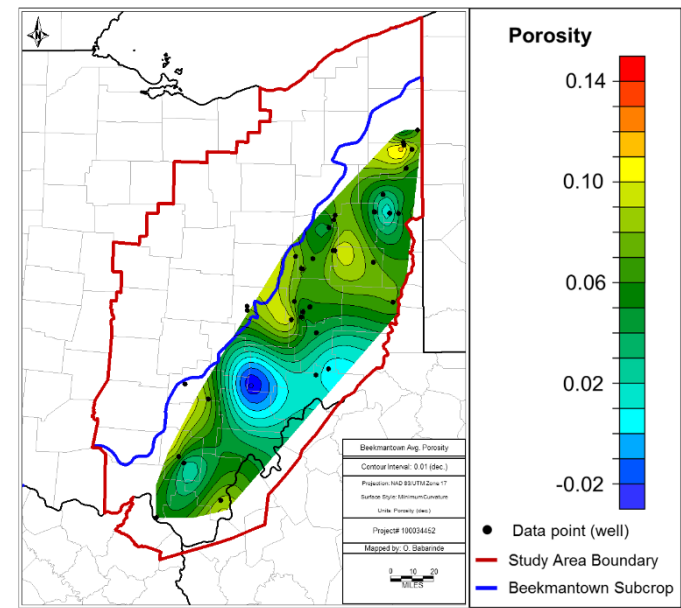 N
Beekmantown Avg. Porosity
Contour Interval: 0.01 (dec.)
Projection: NAD 83/UTM Zone 17
Surface Style: Minimum Curvature
Units: Porosity (dec.)
Project# 100034452
Mapped by: O. Babarinde
0 10 20
MILES
Porosity
0.14
0.10
0.06
0.02
-0.02
Data point (well)
Study Area Boundary
Beekmantown Subcrop